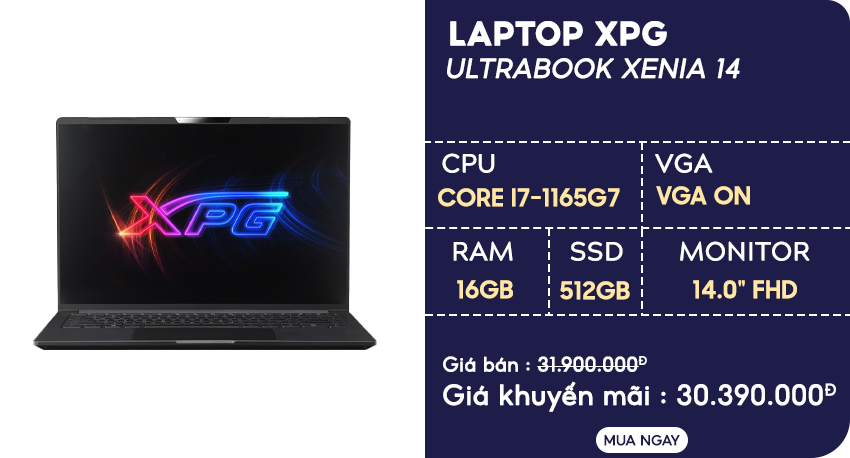 LAPTOP XPG
ULTRABOOK XENIA 14
XPG
CPU
CORE I7-1165G7
VGA
VGA ON
RAM
16GB
SSD
512GB
MONITOR
14.0" FHD
Giá bán : 31.900.000Đ
Giá khuyến mãi : 30.390.000Đ
MUA NGAY